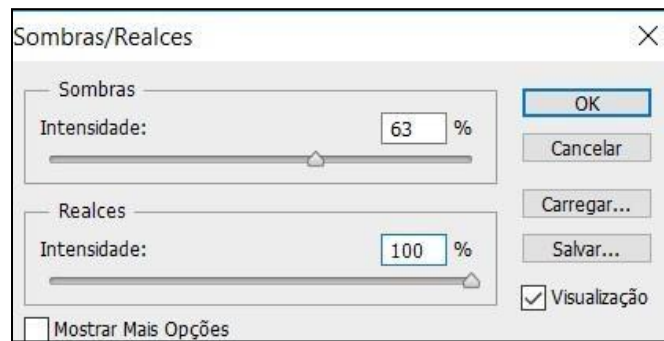 Sombras/Realces
Sombras
Intensidade: 63 %
Realces
Intensidade: 100 %
Mostrar Mais Opções
OK
Cancelar
Carregar...
Salvar...
Visualização